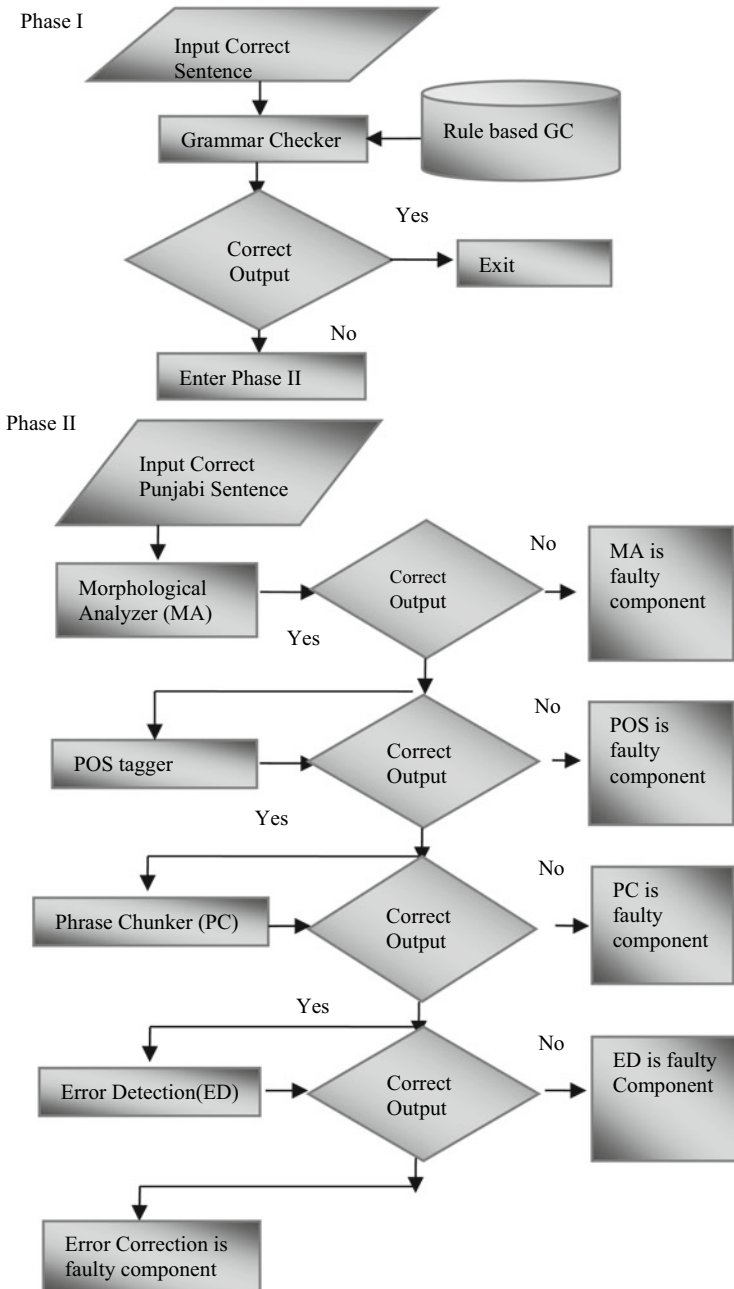 Phase I
Input Correct
Sentence
Grammar Checker
Rule based GC
Correct
Output
Yes
Exit
No
Enter Phase II
Phase II
Input Correct
Punjabi Sentence
Morphological
Analyzer (MA)
Correct
Output
No
MA is
faulty
component
Yes
POS tagger
Correct
Output
No
POS is
faulty
component
Yes
Phrase Chunker (PC)
Correct
Output
No
PC is
faulty
component
Yes
Error Detection(ED)
Correct
Output
No
ED is faulty
Component
Error Correction is
faulty component